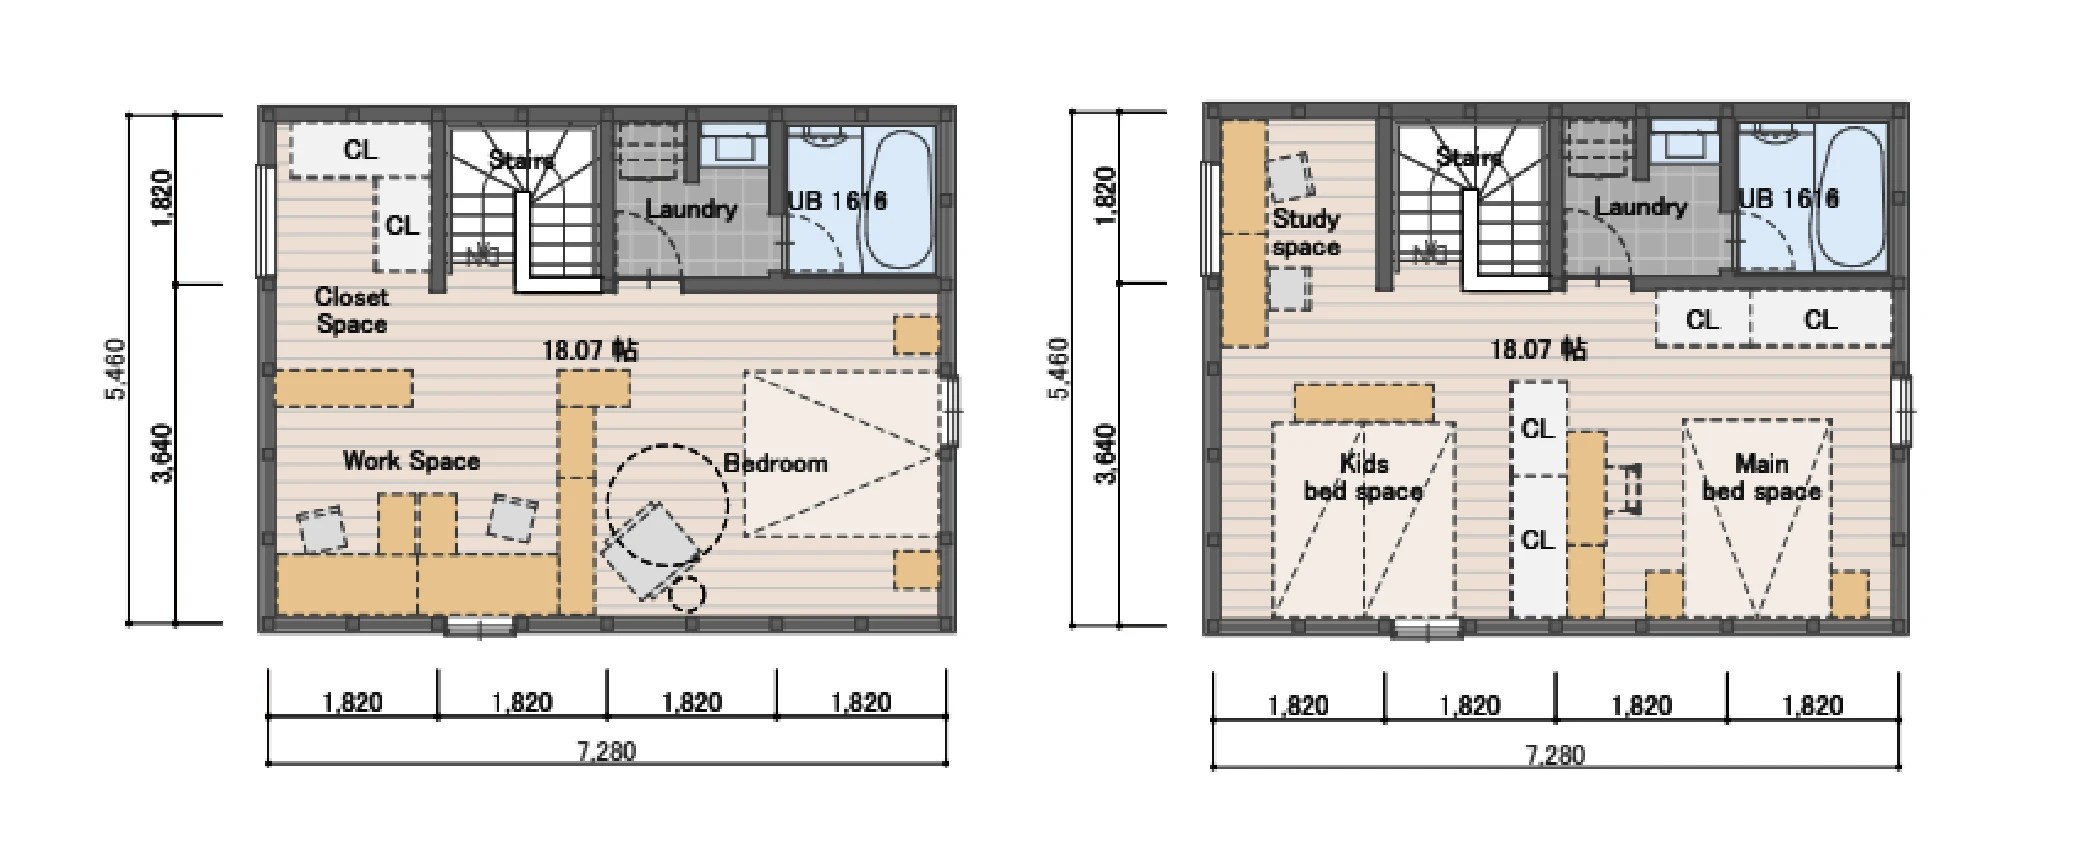 CL
Stairs
CL
Laundry
UB 1616
DN
Closet
Space
18.07 帖
Work Space
Bedroom
1,820
3,640
5,460
1,820
1,820
1,820
1,820
7,280
Stairs
Study
space
Laundry
UB 1616
DN
CL
CL
18.07 帖
CL
Kids
bed space
Main
bed space
CL
1,820
3,640
5,460
1,820
1,820
1,820
1,820
7,280